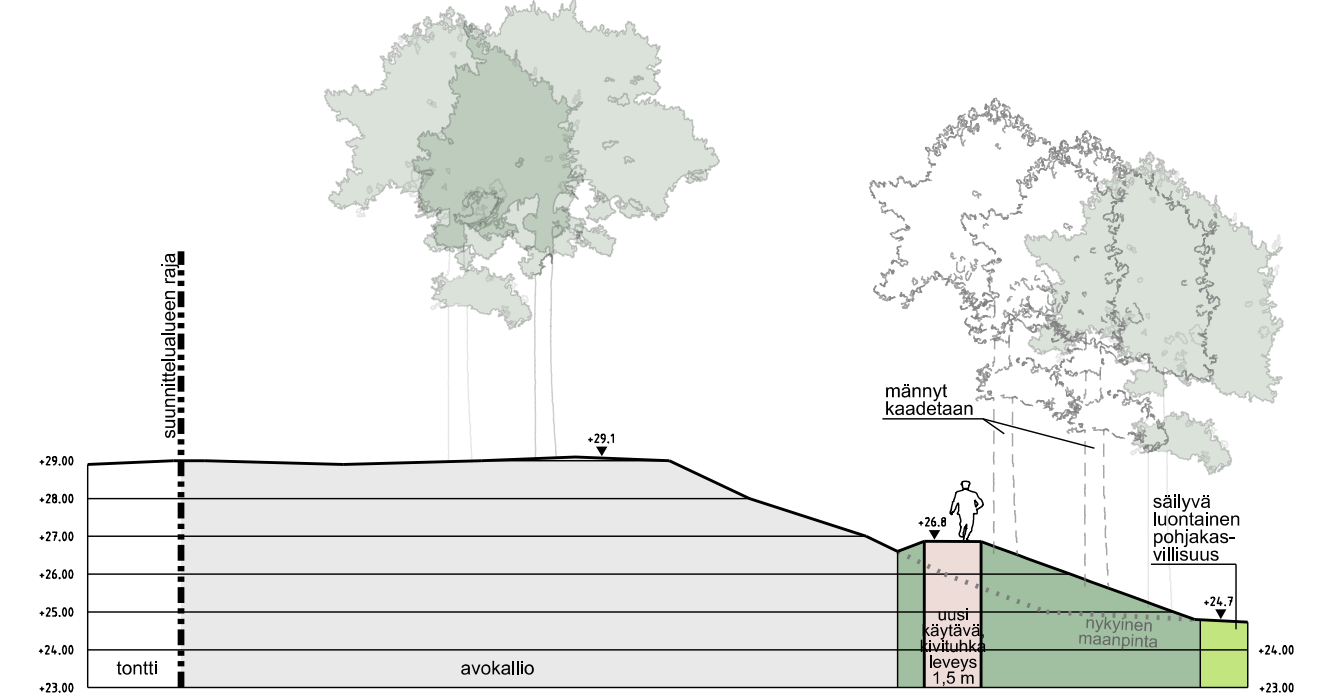 suunnittelualueen raja
männyt
kaadetaan
+29.1
+29.00
+28.00
+27.00
+26.00
+25.00
+24.00
+23.00
+26.8
säilyvä
luontainen
pohjakas-
villisuus
+24.7
uusi
käytävä,
kivituhka
leveys
1,5 m
nykyinen
maanpinta
tontti
avokallio
+24.00
+23.00